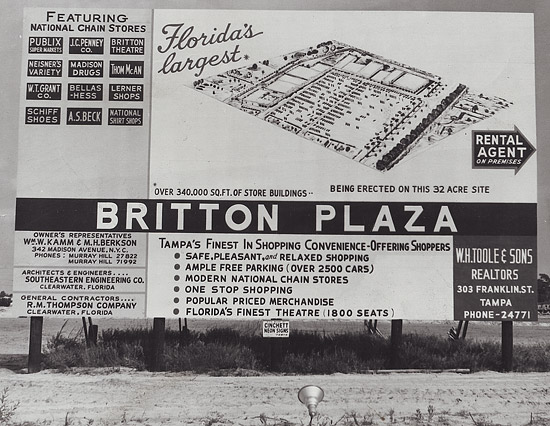 FEATURING
NATIONAL CHAIN STORES
PUBLIX
SUPER MARKETS
J.C. PENNEY
CO.
BRITTON
THEATRE
NEISNER'S
VARIETY
MADISON
DRUGS
THOM McAN
W.T. GRANT
CO.
BELLAS
-HESS
LERNER
SHOPS
SCHIFF
SHOES
A.S. BECK
NATIONAL
SHIRT SHOPS
Florida's
largest*
RENTAL
AGENT
ON PREMISES
*OVER 340,000 SQ. FT. OF STORE BUILDINGS--
BEING ERECTED ON THIS 32 ACRE SITE
BRITTON PLAZA
OWNER'S REPRESENTATIVES
WM. W. KAMM & M.H. BERKSON
342 MADISON AVENUE, N.Y.
PHONES: MURRAY HILL 27822
MURRAY HILL 71992
ARCHITECTS & ENGINEERS....
SOUTHEASTERN ENGINEERING CO.
CLEARWATER, FLORIDA
GENERAL CONTRACTORS....
R.M. THOMPSON COMPANY
CLEARWATER, FLORIDA
TAMPA'S FINEST IN SHOPPING CONVENIENCE-OFFERING SHOPPERS
• SAFE, PLEASANT, and RELAXED SHOPPING
• AMPLE FREE PARKING (OVER 2500 CARS)
• MODERN NATIONAL CHAIN STORES
• ONE STOP SHOPPING
• POPULAR PRICED MERCHANDISE
• FLORIDA'S FINEST THEATRE (1800 SEATS)
W.H. TOOLE & SONS
REALTORS
303 FRANKLIN ST.
TAMPA
PHONE-24771
CINCHETT
NEON SIGNS